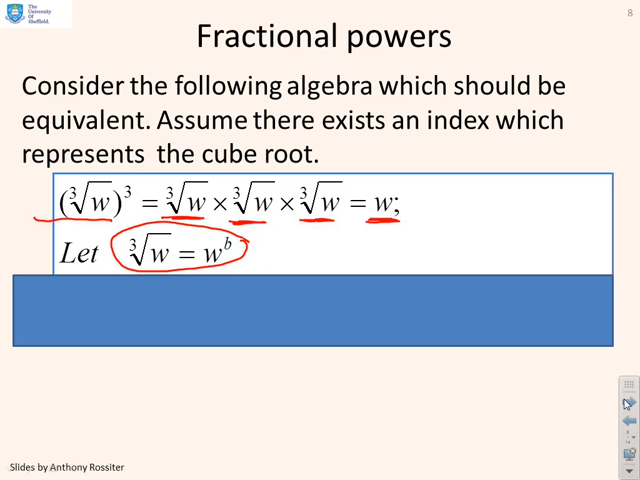 The
University
Of
Sheffield.
8
Fractional powers
Consider the following algebra which should be
equivalent. Assume there exists an index which
represents the cube root.
(∛w)³ = ∛w × ∛w × ∛w = w;
Let ∛w = wᵇ
Slides by Anthony Rossiter